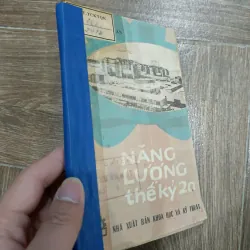 NĂNG
LƯỢNG
thế kỷ 20
NHÀ XUẤT BẢN KHOA HỌC VÀ KỸ THUẬT